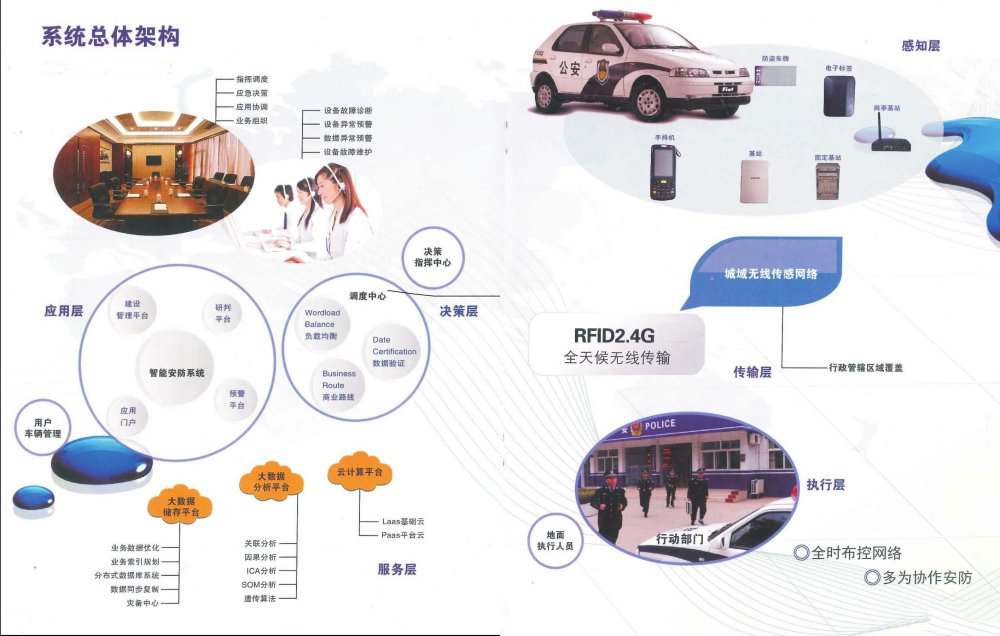 系统总体架构
指挥调度
应急决策
应用协调
业务组织
设备故障诊断
设备异常预警
数据异常预警
设备故障维护
决策
指挥中心
应用层
建设
管理平台
研判
平台
智能安防系统
应用
门户
预警
平台
用户
车辆管理
调度中心
决策层
Wordload
Balance
负载均衡
Date
Certification
数据验证
Business
Route
商业路线
大数据
储存平台
大数据
分析平台
云计算平台
Laas基础云
Paas平台云
业务数据优化
业务索引规划
分布式数据库系统
数据同步复制
灾备中心
关联分析
因果分析
ICA分析
SOM分析
遗传算法
服务层
感知层
公安
Fiat
防盗车牌
电子标签
岗亭基站
手持机
基站
固定基站
城域无线传感网络
RFID2.4G
全天候无线传输
传输层
行政管辖区域覆盖
安 POLICE
行动部门
执行层
地面
执行人员
全时布控网络
多为协作安防